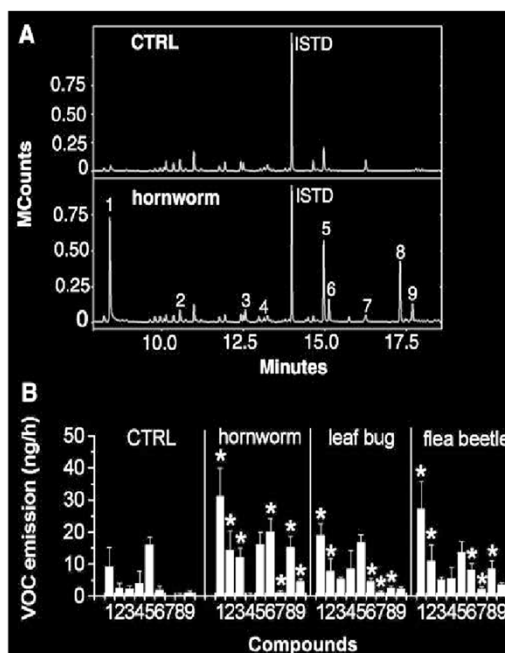 A
CTRL
ISTD
0.75
0.50
0.25
0
MCounts
hornworm
ISTD
0.75
0.50
0.25
0
1
2
3
4
5
6
7
8
9
10.0 12.5 15.0 17.5
Minutes
B
50
40
30
20
10
0
VOC emission (ng/h)
CTRL hornworm leaf bug flea beetle
* * * * * * *
* * * * *
* * * * *
123456789 123456789 123456789 123456789
Compounds